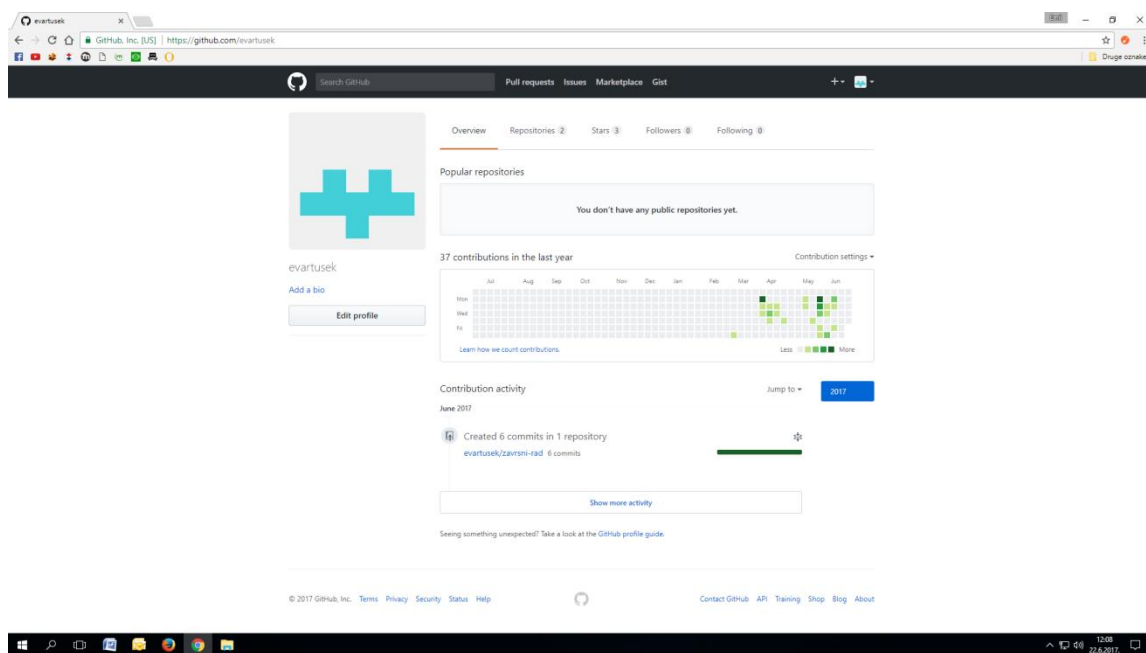 evartusek
GitHub, Inc. [US] | https://github.com/evartusek
Druge oznake
Search GitHub Pull requests Issues Marketplace Gist
Overview Repositories 2 Stars 3 Followers 0 Following 0
Popular repositories
You don't have any public repositories yet.
evartusek
Add a bio
Edit profile
37 contributions in the last year Contribution settings
Jul Aug Sep Oct Nov Dec Jan Feb Mar Apr May Jun
Mon
Wed
Fri
Learn how we count contributions. Less More
Contribution activity Jump to 2017
June 2017
Created 6 commits in 1 repository
evartusek/zavrsni-rad 6 commits
Show more activity
Seeing something unexpected? Take a look at the GitHub profile guide.
© 2017 GitHub, Inc. Terms Privacy Security Status Help Contact GitHub API Training Shop Blog About
12:08
22.6.2017.